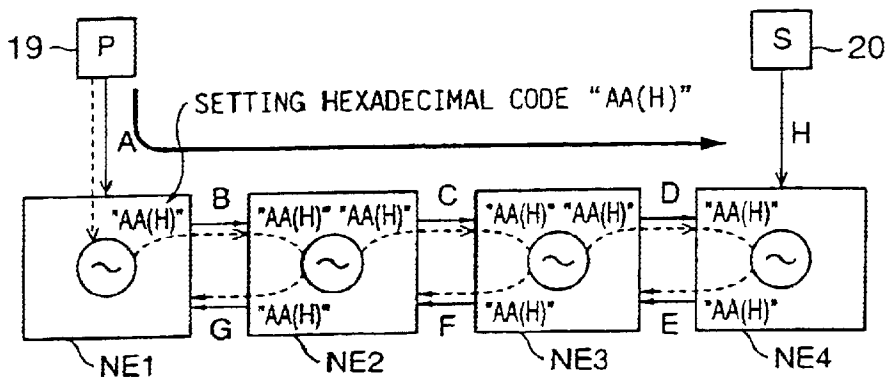 19 P S 20
SETTING HEXADECIMAL CODE "AA(H)"
A H
B C D
"AA(H)" "AA(H)" "AA(H)" "AA(H)" "AA(H)" "AA(H)"
~ ~ ~ ~
"AA(H)" "AA(H)" "AA(H)"
G F E
NE1 NE2 NE3 NE4